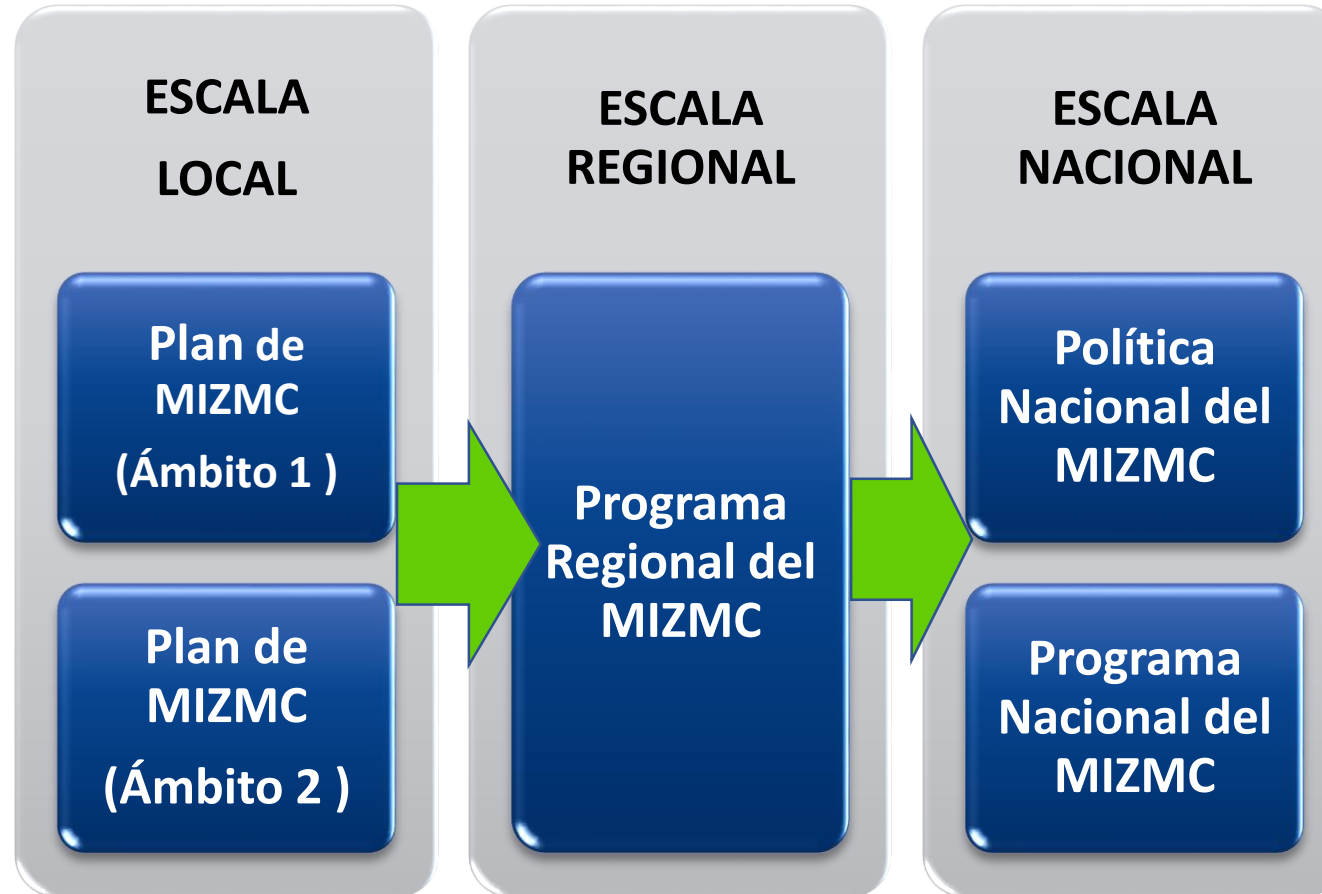 ESCALA
LOCAL
Plan de
MIZMC
(Ámbito 1 )
Plan de
MIZMC
(Ámbito 2 )
ESCALA
REGIONAL
Programa
Regional del
MIZMC
ESCALA
NACIONAL
Política
Nacional del
MIZMC
Programa
Nacional del
MIZMC